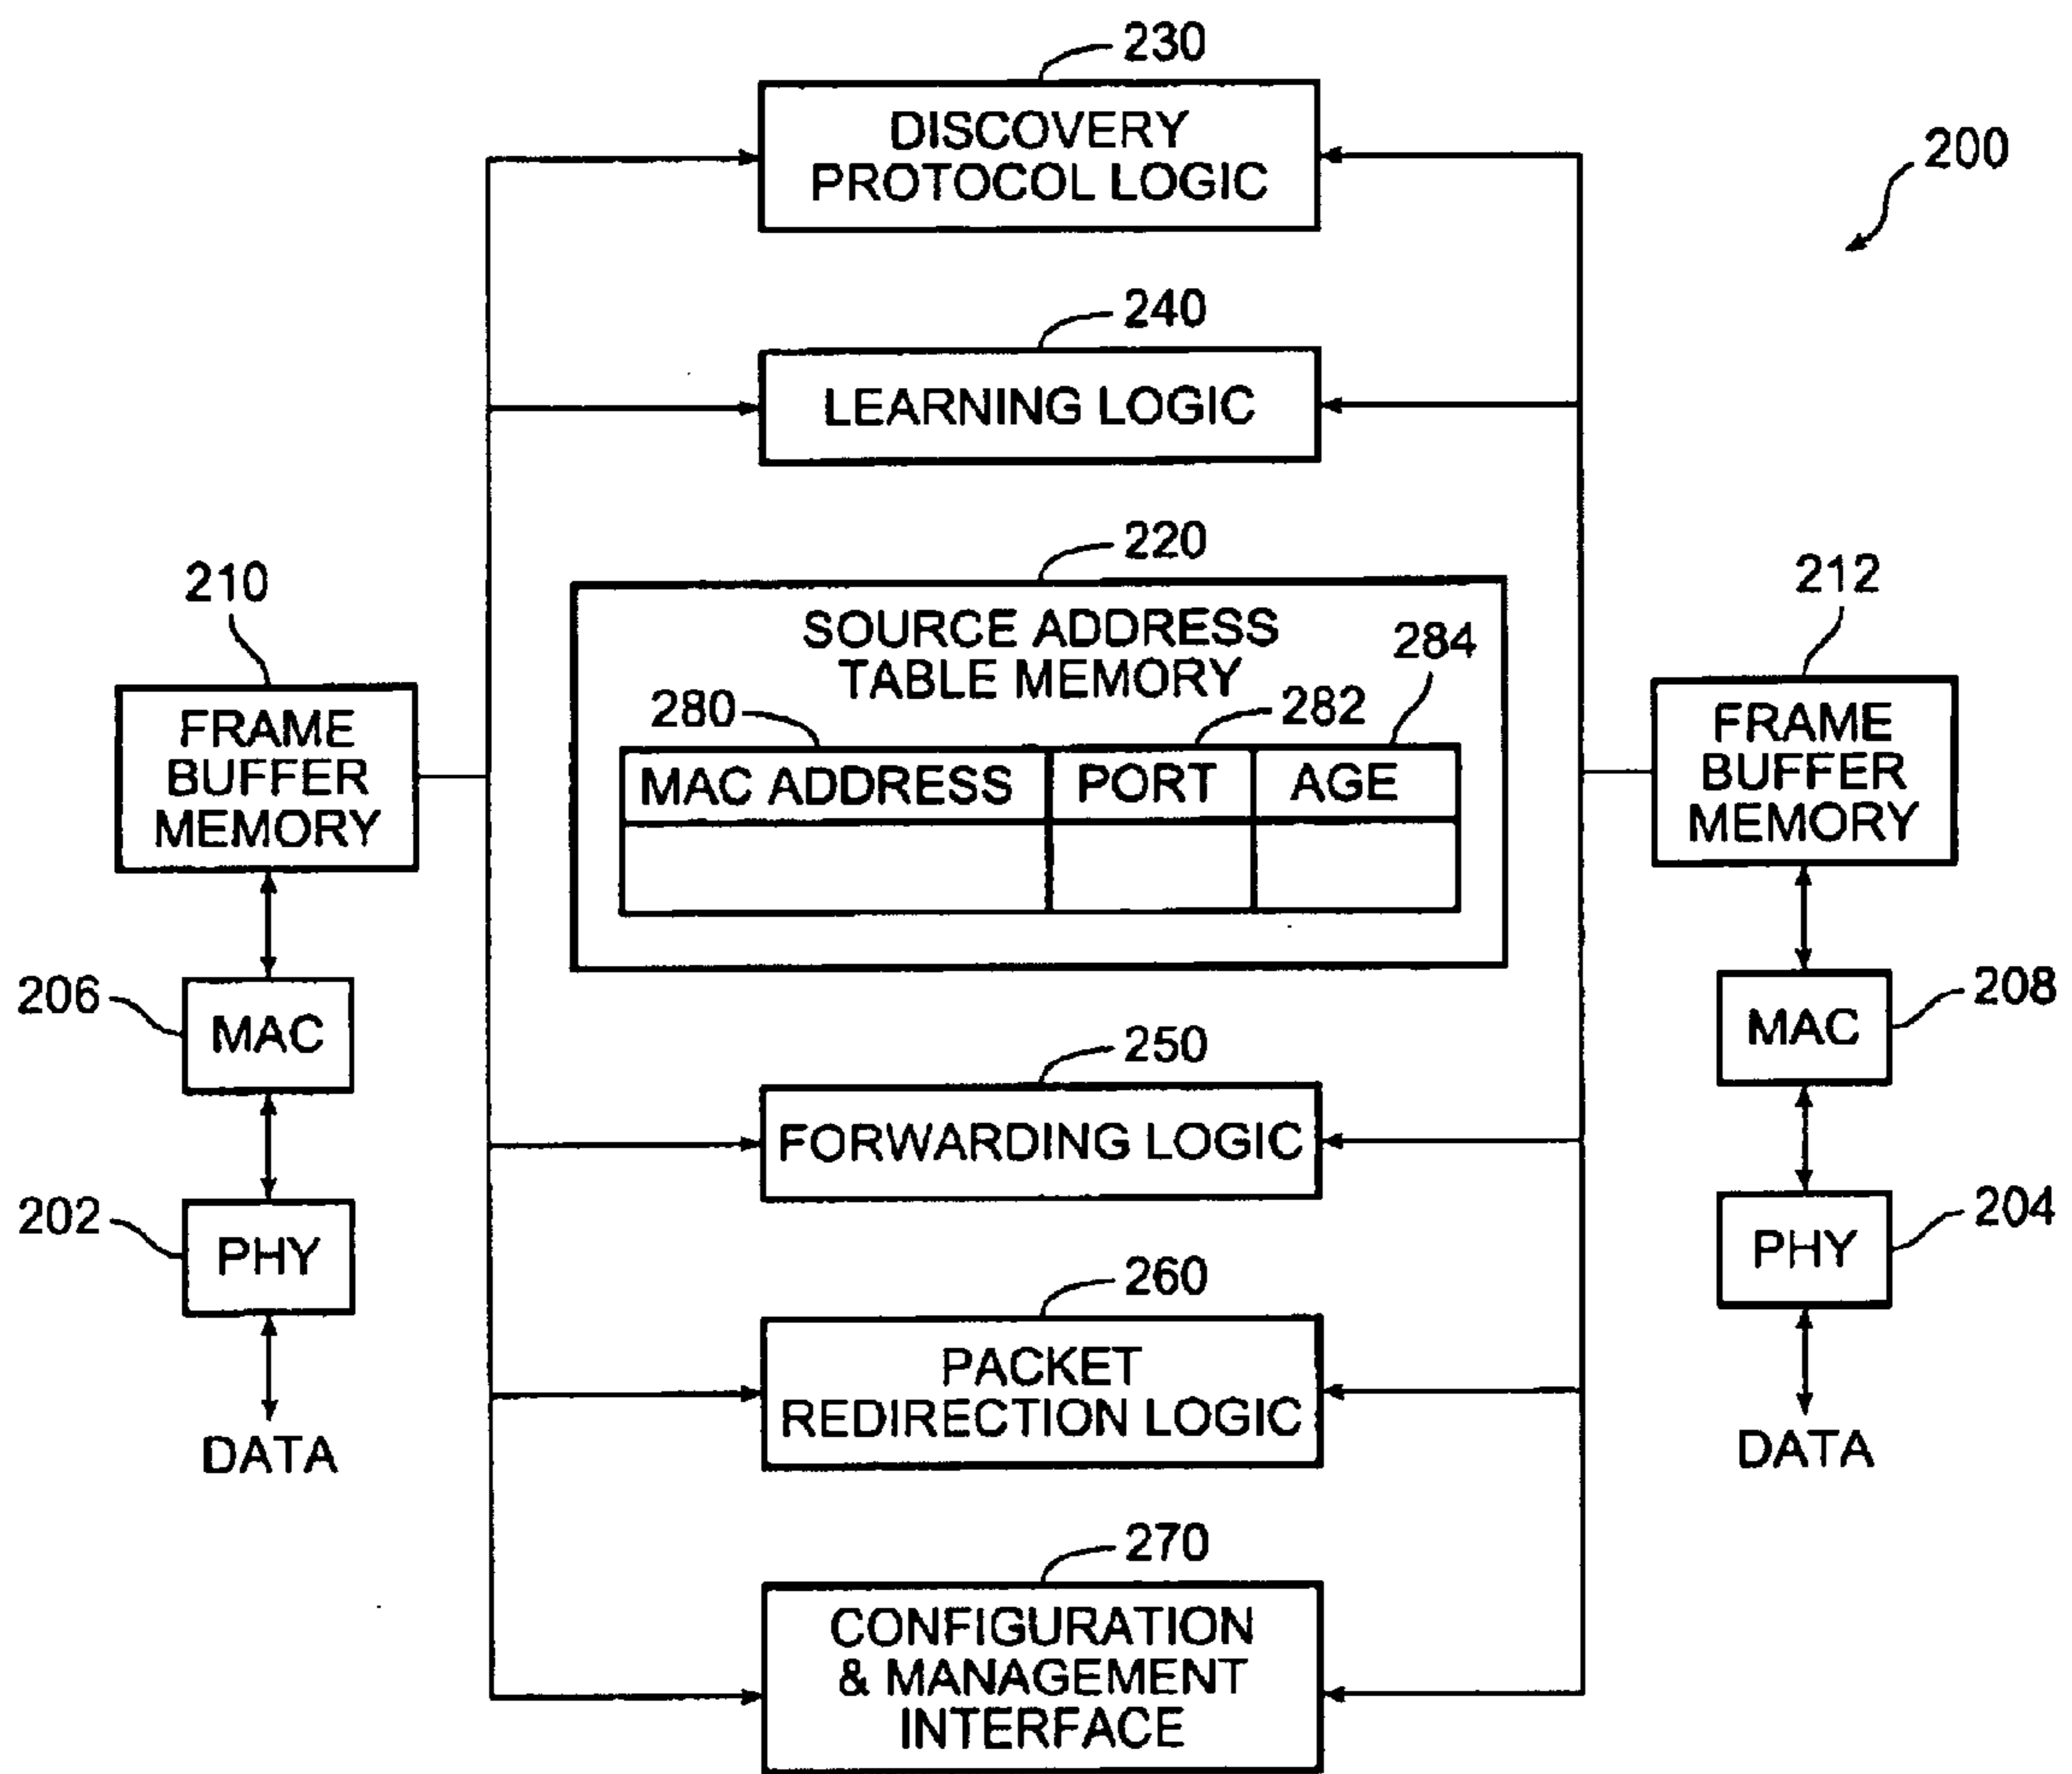 230
DISCOVERY
PROTOCOL LOGIC
200
240
LEARNING LOGIC
220
SOURCE ADDRESS
TABLE MEMORY
280
282
284
MAC ADDRESS
PORT
AGE
210
FRAME
BUFFER
MEMORY
212
FRAME
BUFFER
MEMORY
206
MAC
208
MAC
250
FORWARDING LOGIC
202
PHY
204
PHY
260
PACKET
REDIRECTION LOGIC
DATA
DATA
270
CONFIGURATION
& MANAGEMENT
INTERFACE